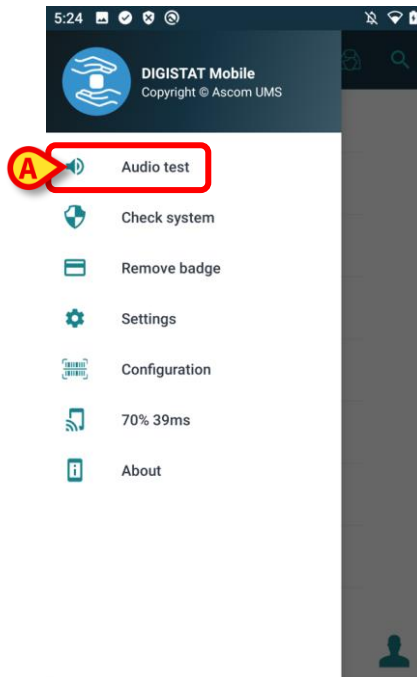 5:24
DIGISTAT Mobile
Copyright © Ascom UMS
A
Audio test
Check system
Remove badge
Settings
Configuration
70% 39ms
About